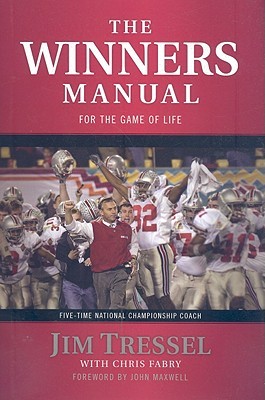 THE
WINNERS
MANUAL
FOR THE GAME OF LIFE
92
FIVE-TIME NATIONAL CHAMPIONSHIP COACH
JIM TRESSEL
WITH CHRIS FABRY
FOREWORD BY JOHN MAXWELL